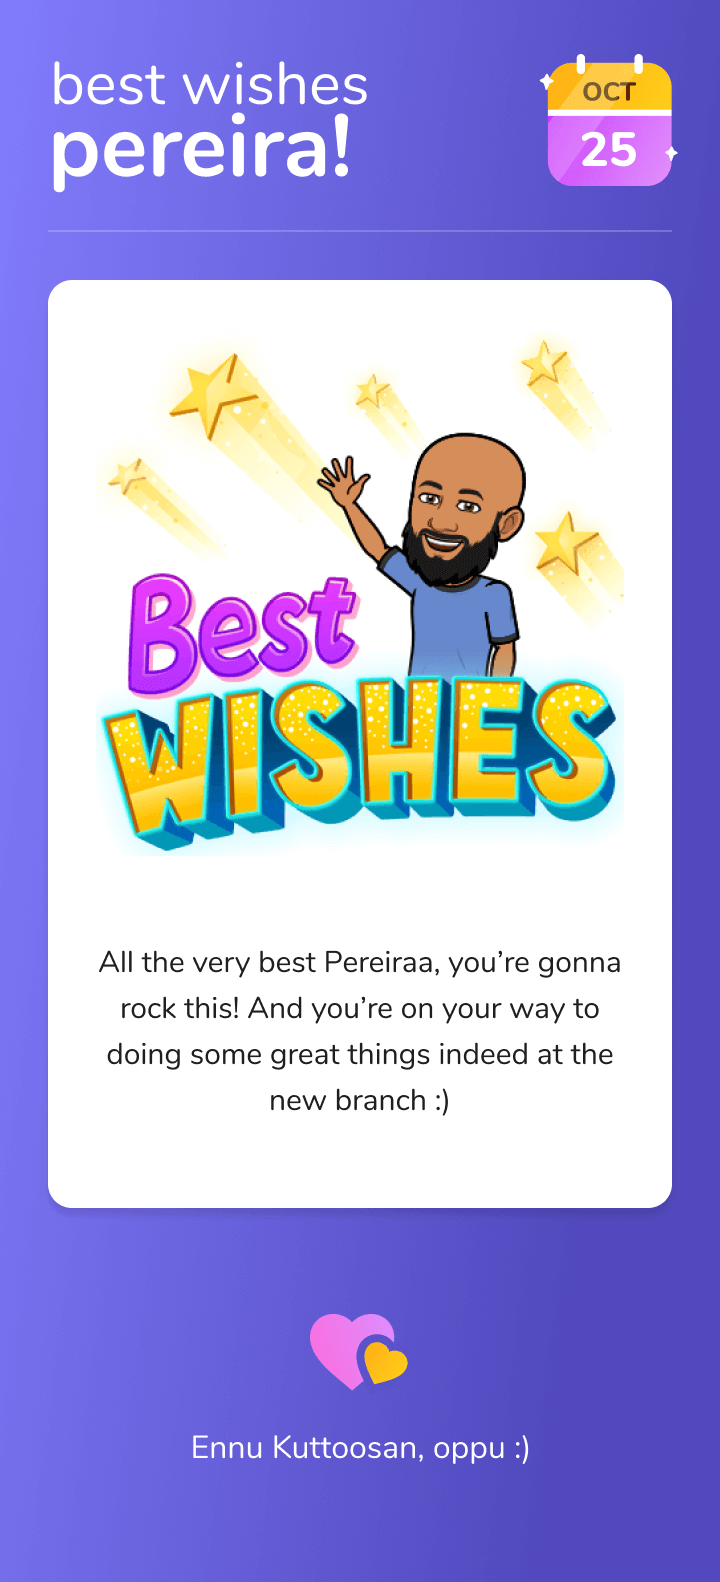 best wishes
pereira!
OCT
25
Best
WISHES
All the very best Pereiraa, you’re gonna
rock this! And you’re on your way to
doing some great things indeed at the
new branch :)
Ennu Kuttoosan, oppu :)